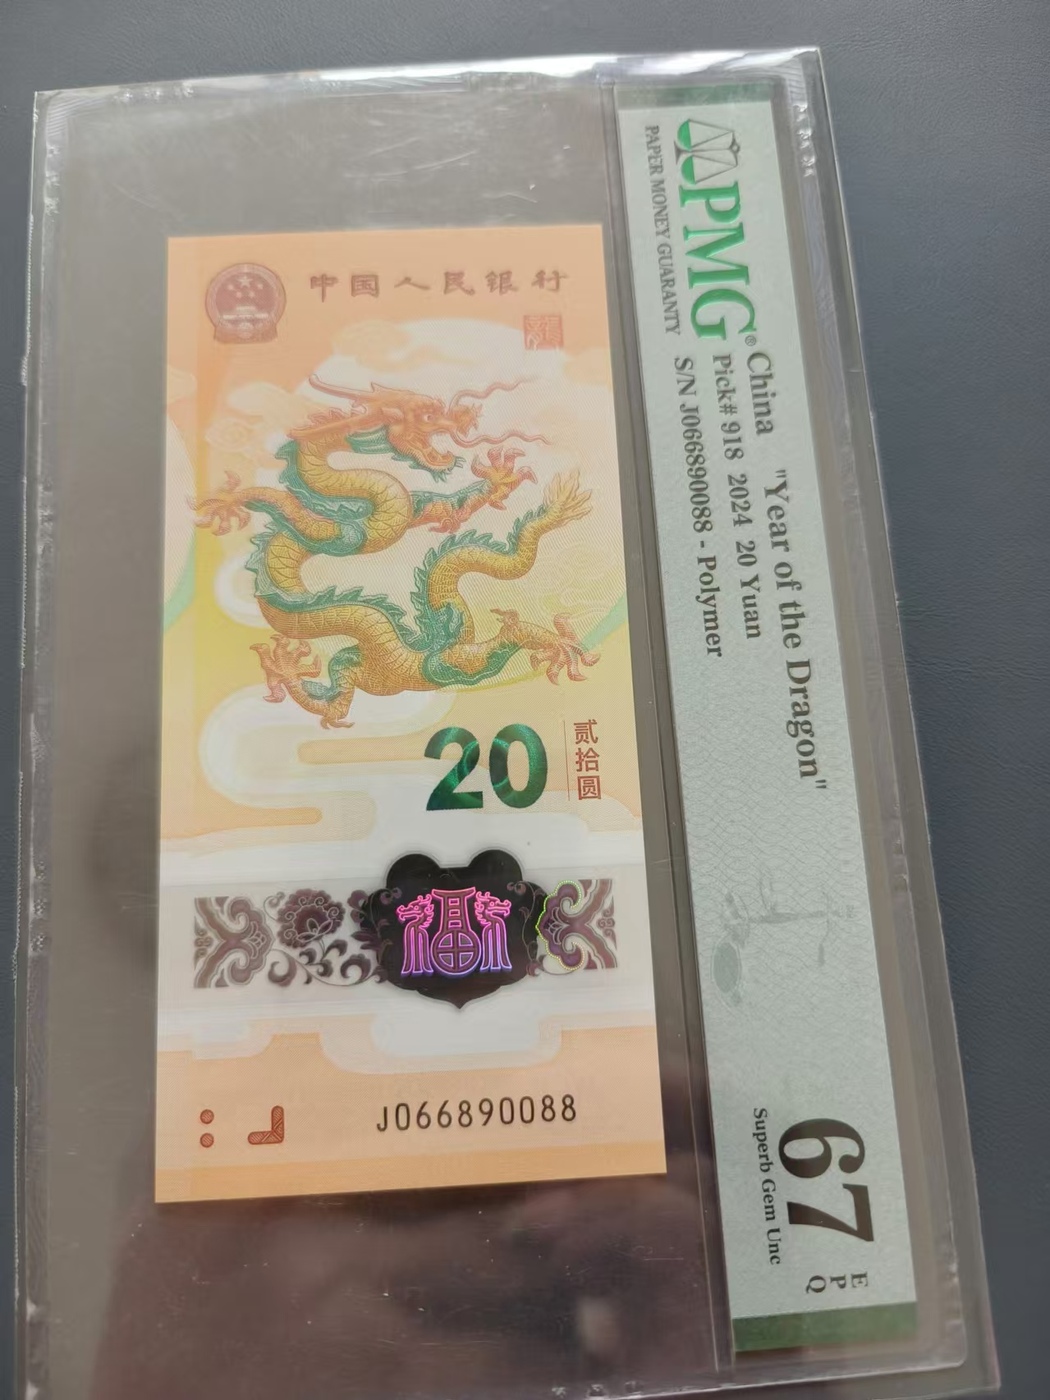 PMG®
PAPER MONEY GUARANTY
China "Year of the Dragon"
Pick# 918 2024 20 Yuan
S/N J066890088 - Polymer
67
EPQ
Superb Gem Unc
中国人民银行
20
贰拾圆
J066890088